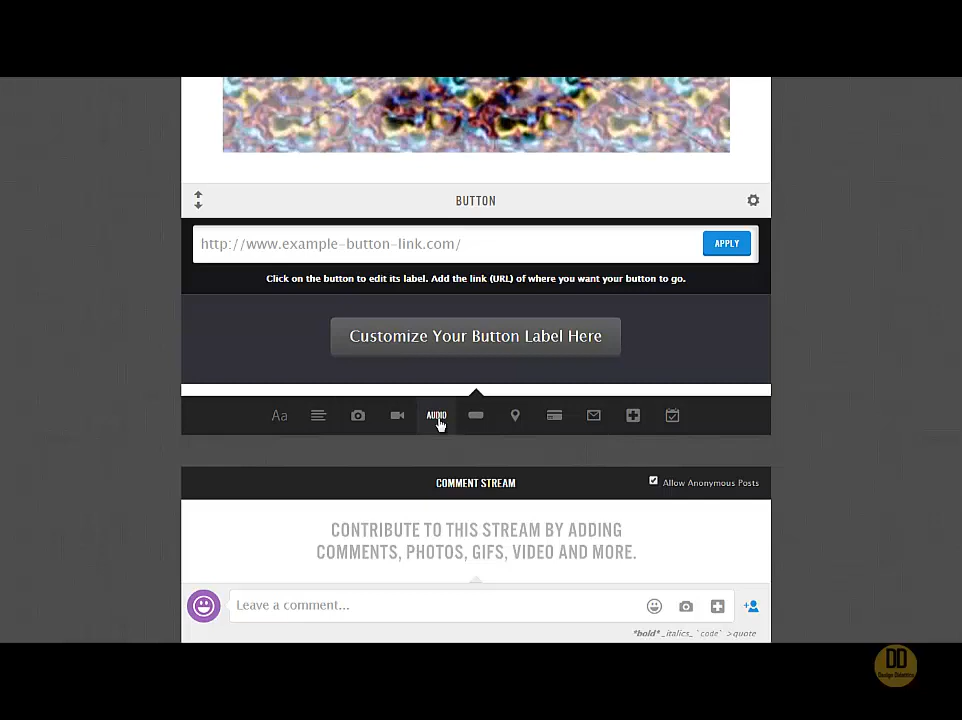 BUTTON
http://www.example-button-link.com/
APPLY
Click on the button to edit its label. Add the link (URL) of where you want your button to go.
Customize Your Button Label Here
Aa
AUDIO
COMMENT STREAM
Allow Anonymous Posts
CONTRIBUTE TO THIS STREAM BY ADDING
COMMENTS, PHOTOS, GIFS, VIDEO AND MORE.
Leave a comment...
*bold* _italics_ `code` >quote
DD